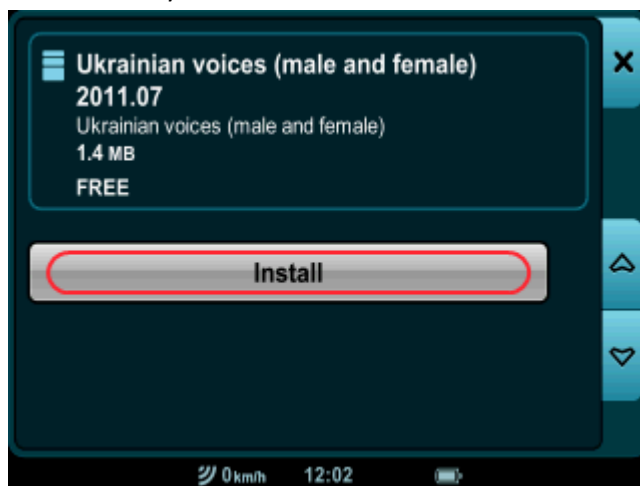 Ukrainian voices (male and female)
2011.07
Ukrainian voices (male and female)
1.4 MB
FREE
Install
0 km/h 12:02